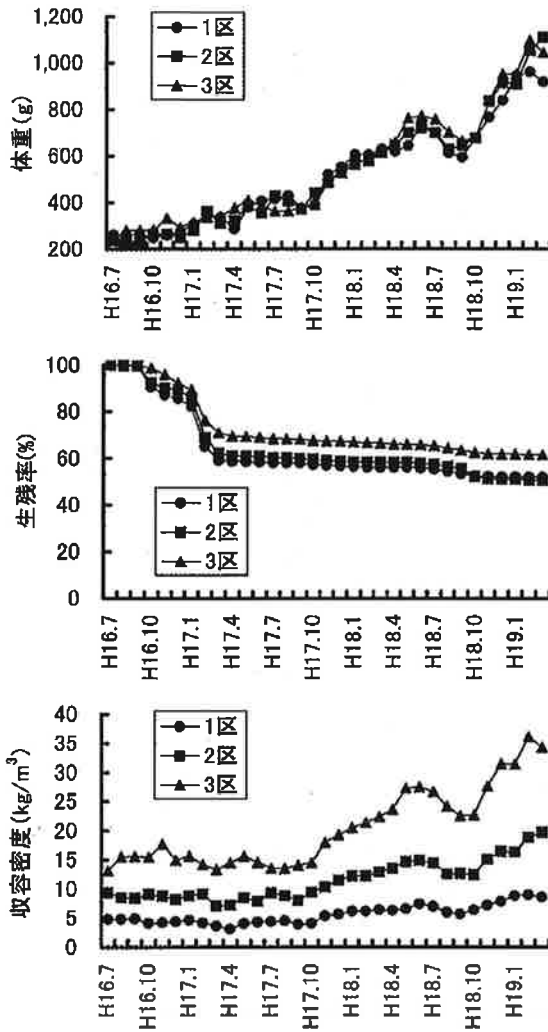 体重(g)
1,200
1,000
800
600
400
200
1区
2区
3区
H16.7
H16.10
H17.1
H17.4
H17.7
H17.10
H18.1
H18.4
H18.7
H18.10
H19.1
生残率(%)
100
80
60
40
20
0
1区
2区
3区
H16.7
H16.10
H17.1
H17.4
H17.7
H17.10
H18.1
H18.4
H18.7
H18.10
H19.1
収容密度(kg/m³)
40
35
30
25
20
15
10
5
0
1区
2区
3区
H16.7
H16.10
H17.1
H17.4
H17.7
H17.10
H18.1
H18.4
H18.7
H18.10
H19.1